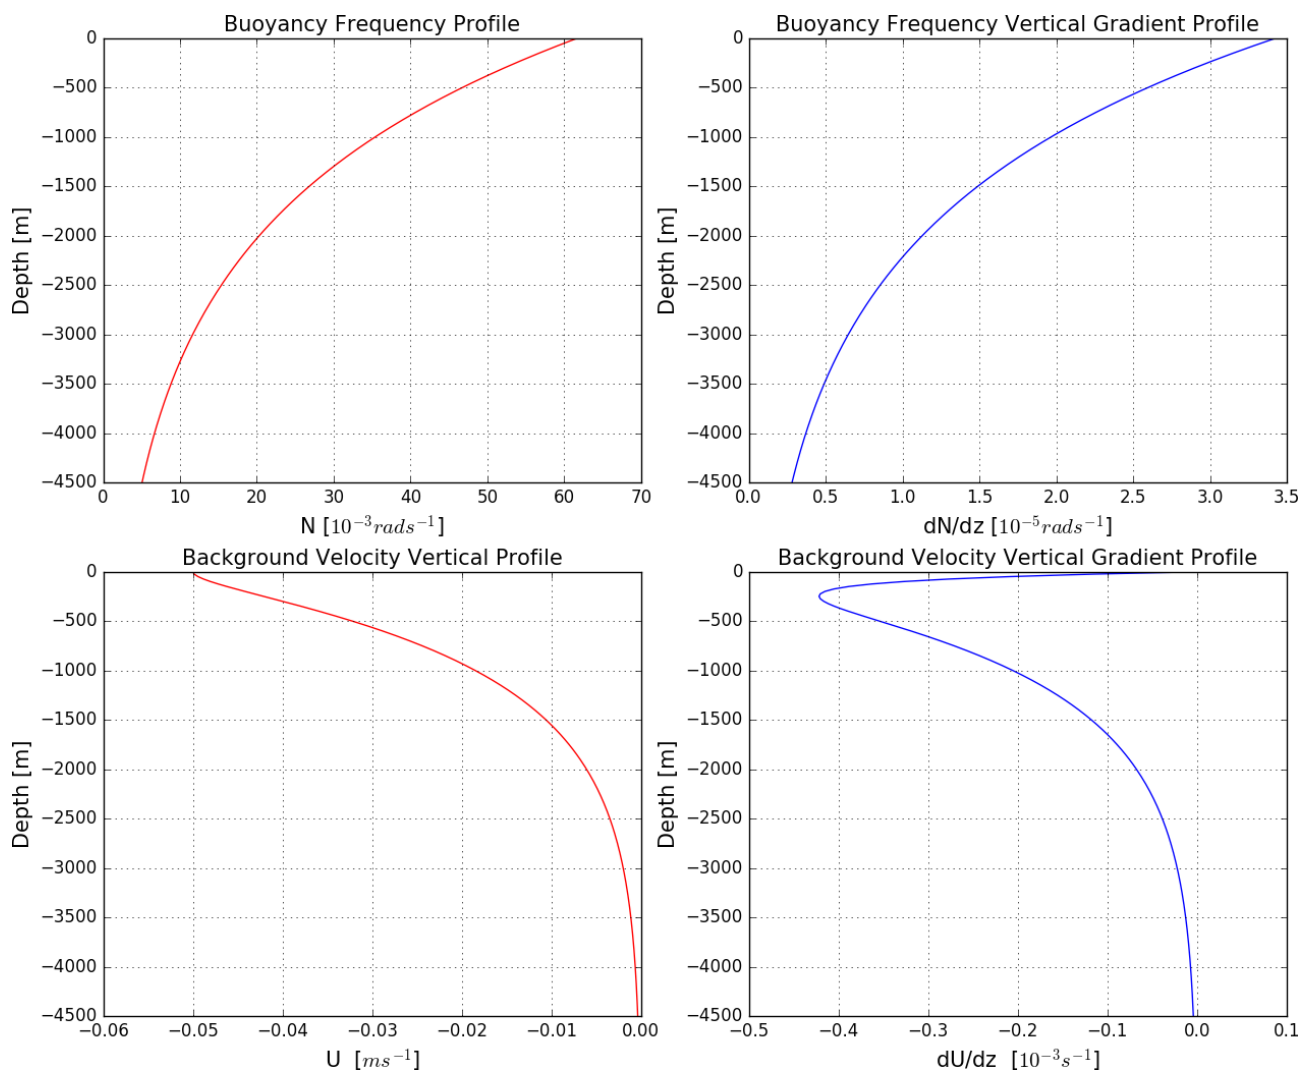 Buoyancy Frequency Profile
0
−500
−1000
−1500
−2000
−2500
−3000
−3500
−4000
−4500
Depth [m]
0 10 20 30 40 50 60 70
N [10⁻³rads⁻¹]
Buoyancy Frequency Vertical Gradient Profile
0
−500
−1000
−1500
−2000
−2500
−3000
−3500
−4000
−4500
Depth [m]
0.0 0.5 1.0 1.5 2.0 2.5 3.0 3.5
dN/dz [10⁻⁵rads⁻¹]
Background Velocity Vertical Profile
0
−500
−1000
−1500
−2000
−2500
−3000
−3500
−4000
−4500
Depth [m]
−0.06 −0.05 −0.04 −0.03 −0.02 −0.01 0.00
U [ms⁻¹]
Background Velocity Vertical Gradient Profile
0
−500
−1000
−1500
−2000
−2500
−3000
−3500
−4000
−4500
Depth [m]
−0.5 −0.4 −0.3 −0.2 −0.1 0.0 0.1
dU/dz [10⁻³s⁻¹]